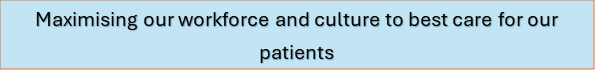 Maximising our workforce and culture to best care for our
patients